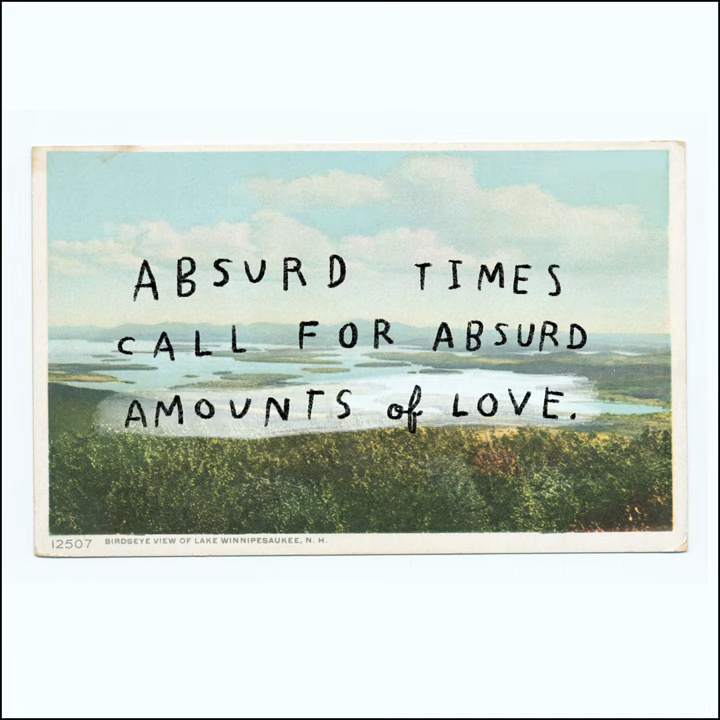 ABSURD TIMES
CALL FOR ABSURD
AMOUNTS of LOVE.
12507 BIRDSEYE VIEW OF LAKE WINNIPESAUKEE, N. H.